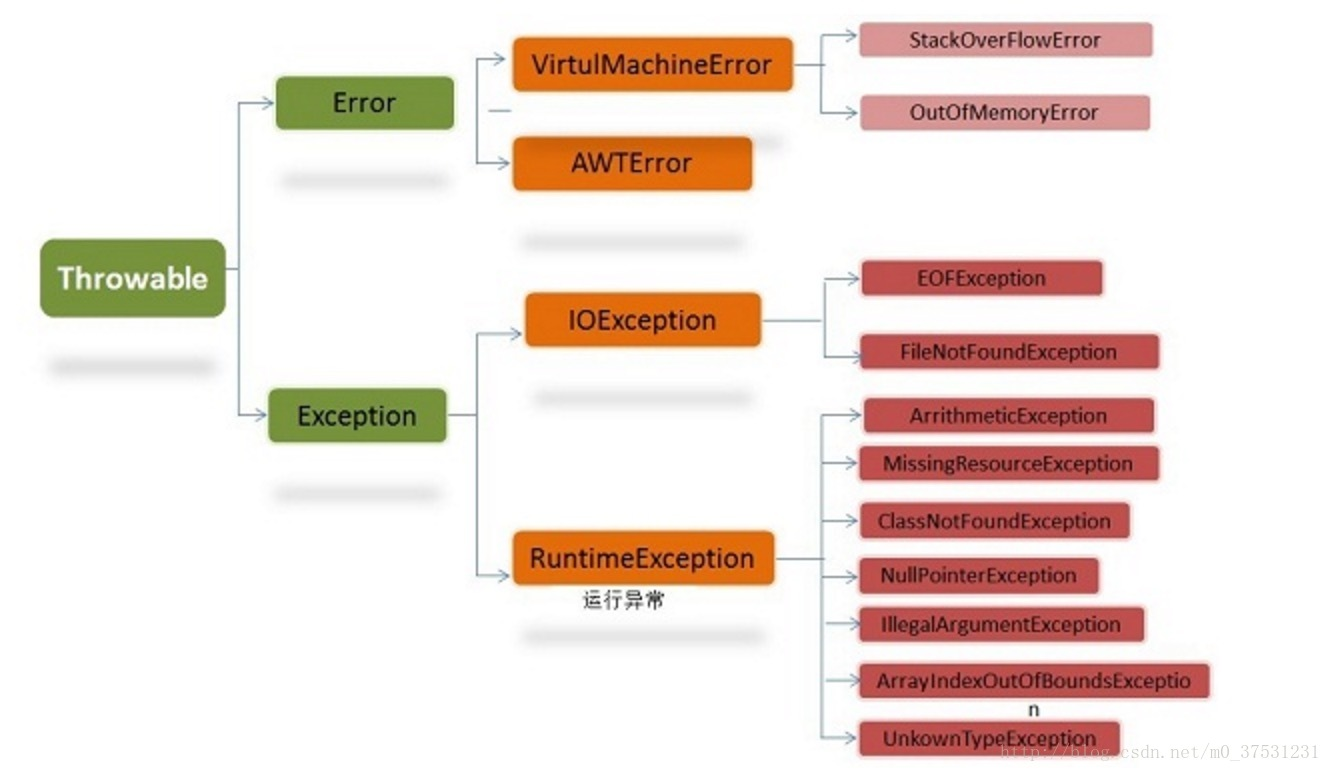 StackOverFlowError
VirtulMachineError
Error
OutOfMemoryError
AWTError
Throwable
EOFException
IOException
FileNotFoundException
Exception
ArrithmeticException
MissingResourceException
ClassNotFoundException
RuntimeException
运行异常
NullPointerException
IllegalArgumentException
ArrayIndexOutOfBoundsExceptio
n
UnkownTypeException
http://blog.csdn.net/m0_37531231